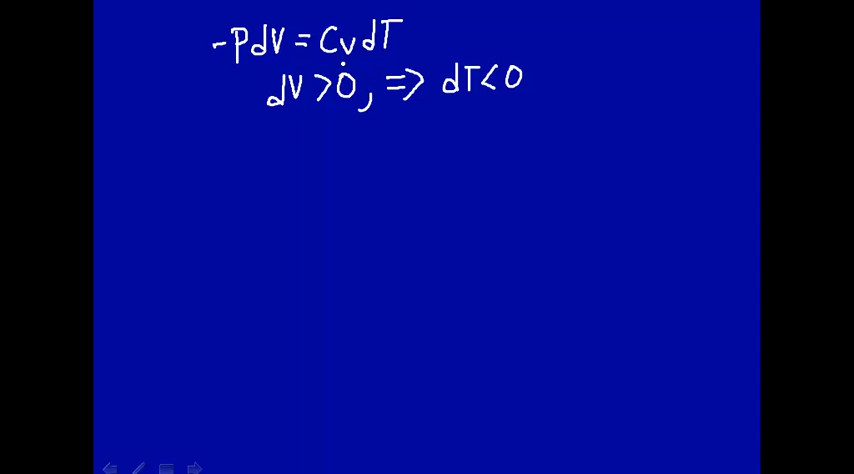 -PdV = CvdT
dV > 0, => dT < 0